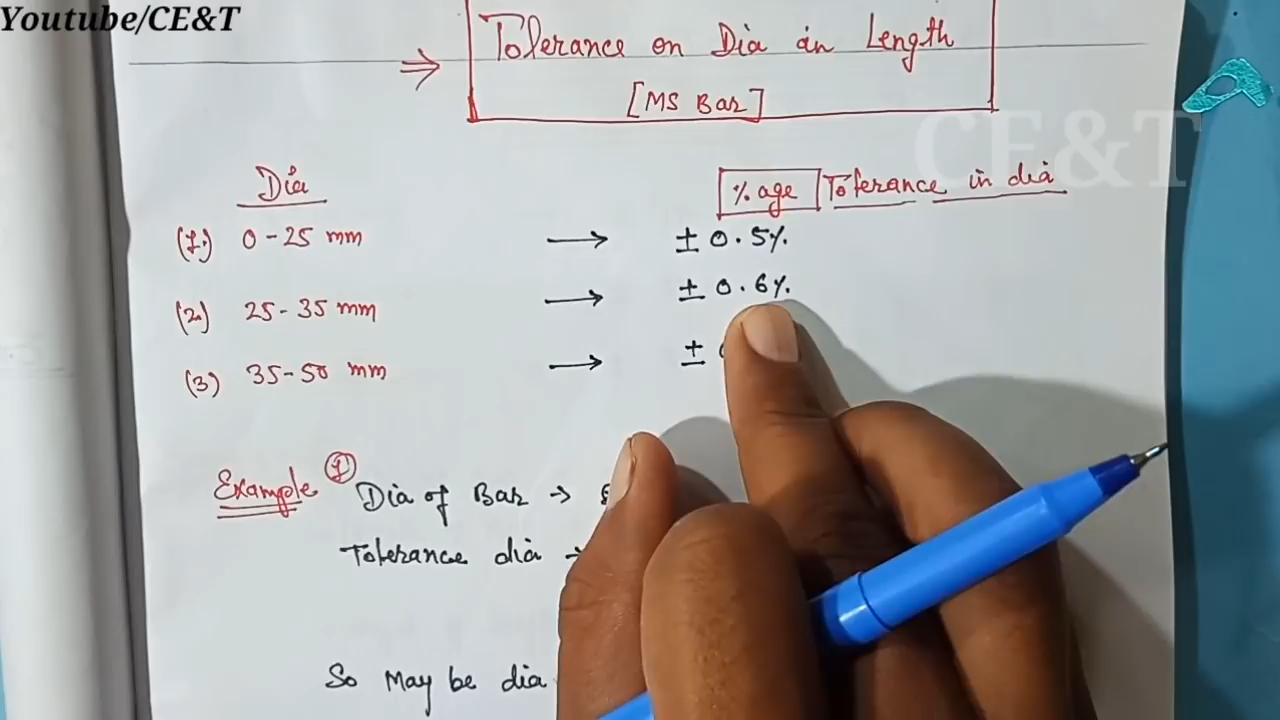 Youtube/CE&T
⇒ Tolerance on Dia in Length
[MS Bar]
CE&T
Dia
% age Tolerance in dia
(1.) 0-25 mm → ± 0.5%
(2.) 25-35 mm → ± 0.6%
(3) 35-50 mm → ±
Example ① Dia of Bar →
Tolerance dia →
So May be dia